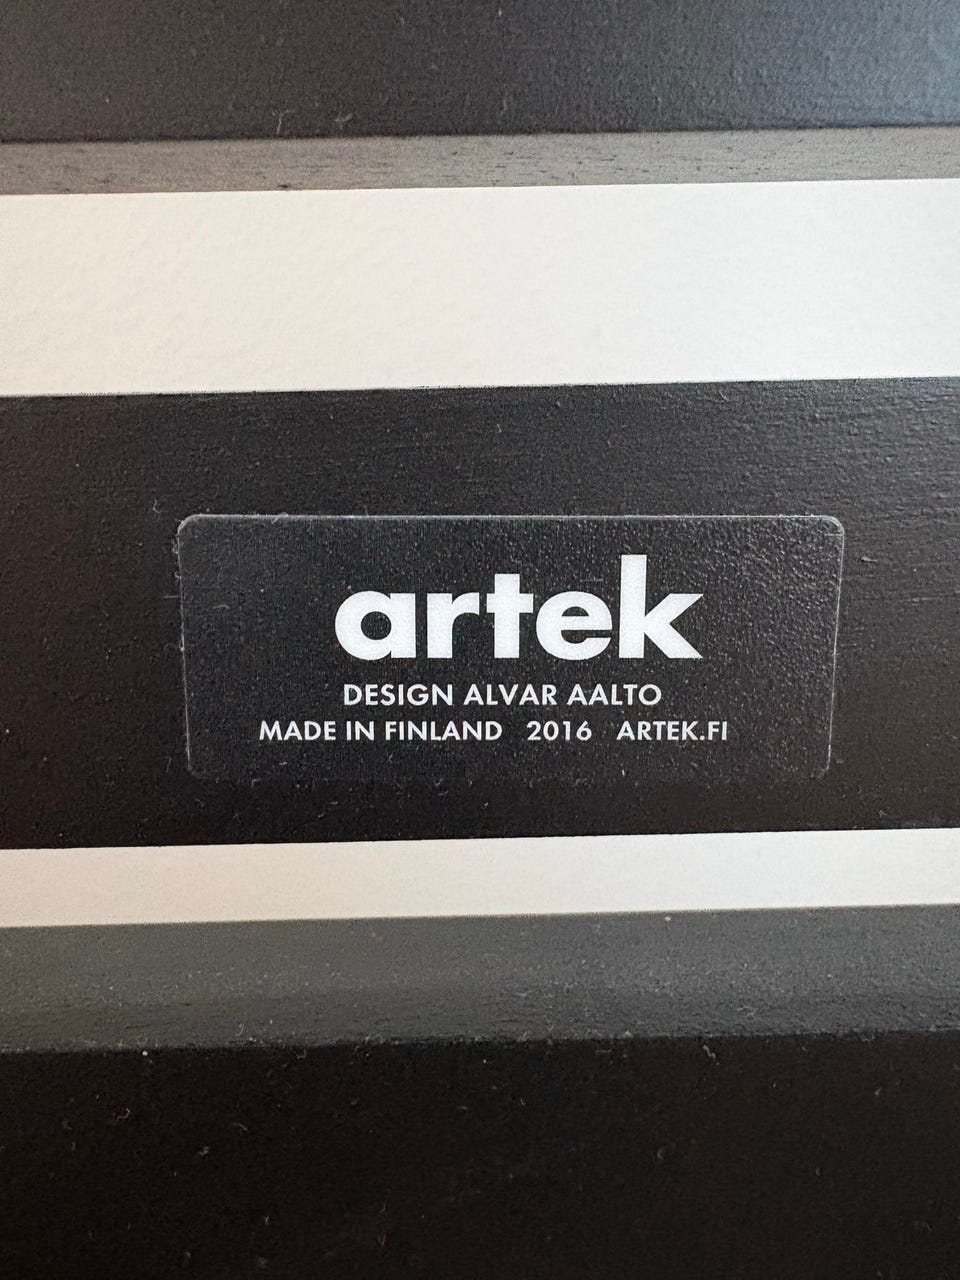 artek
DESIGN ALVAR AALTO
MADE IN FINLAND 2016 ARTEK.FI